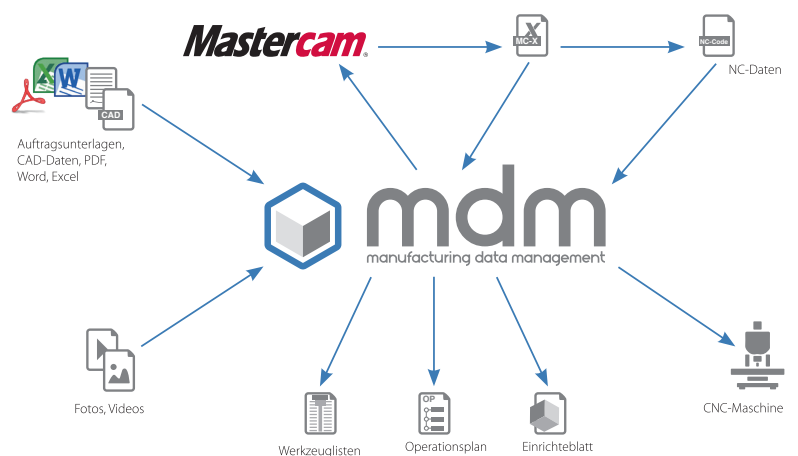 Mastercam®
X
MC-X
NC-Code
NC-Daten
X
W
CAD
Auftragsunterlagen,
CAD-Daten, PDF,
Word, Excel
mdm
manufacturing data management
Fotos, Videos
Werkzeuglisten
OP
Operationsplan
Einrichteblatt
CNC-Maschine